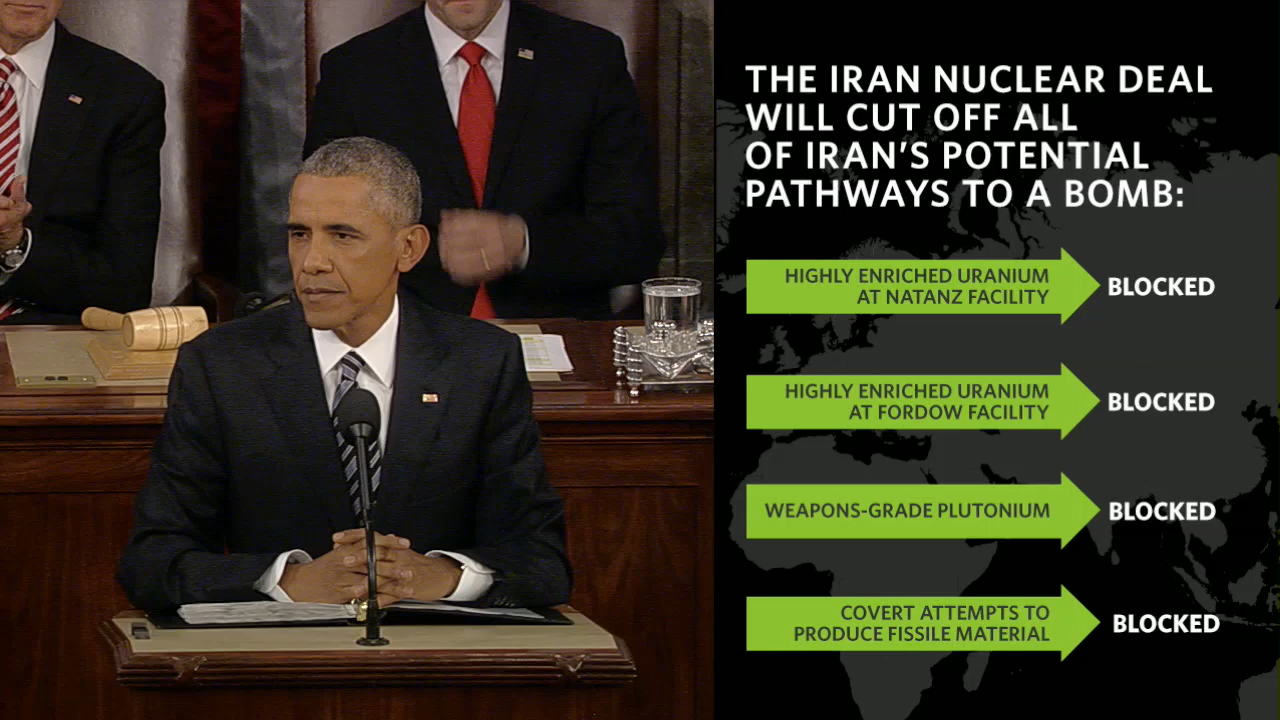 THE IRAN NUCLEAR DEAL
WILL CUT OFF ALL
OF IRAN'S POTENTIAL
PATHWAYS TO A BOMB:
HIGHLY ENRICHED URANIUM
AT NATANZ FACILITY
BLOCKED
HIGHLY ENRICHED URANIUM
AT FORDOW FACILITY
BLOCKED
WEAPONS-GRADE PLUTONIUM
BLOCKED
COVERT ATTEMPTS TO
PRODUCE FISSILE MATERIAL
BLOCKED